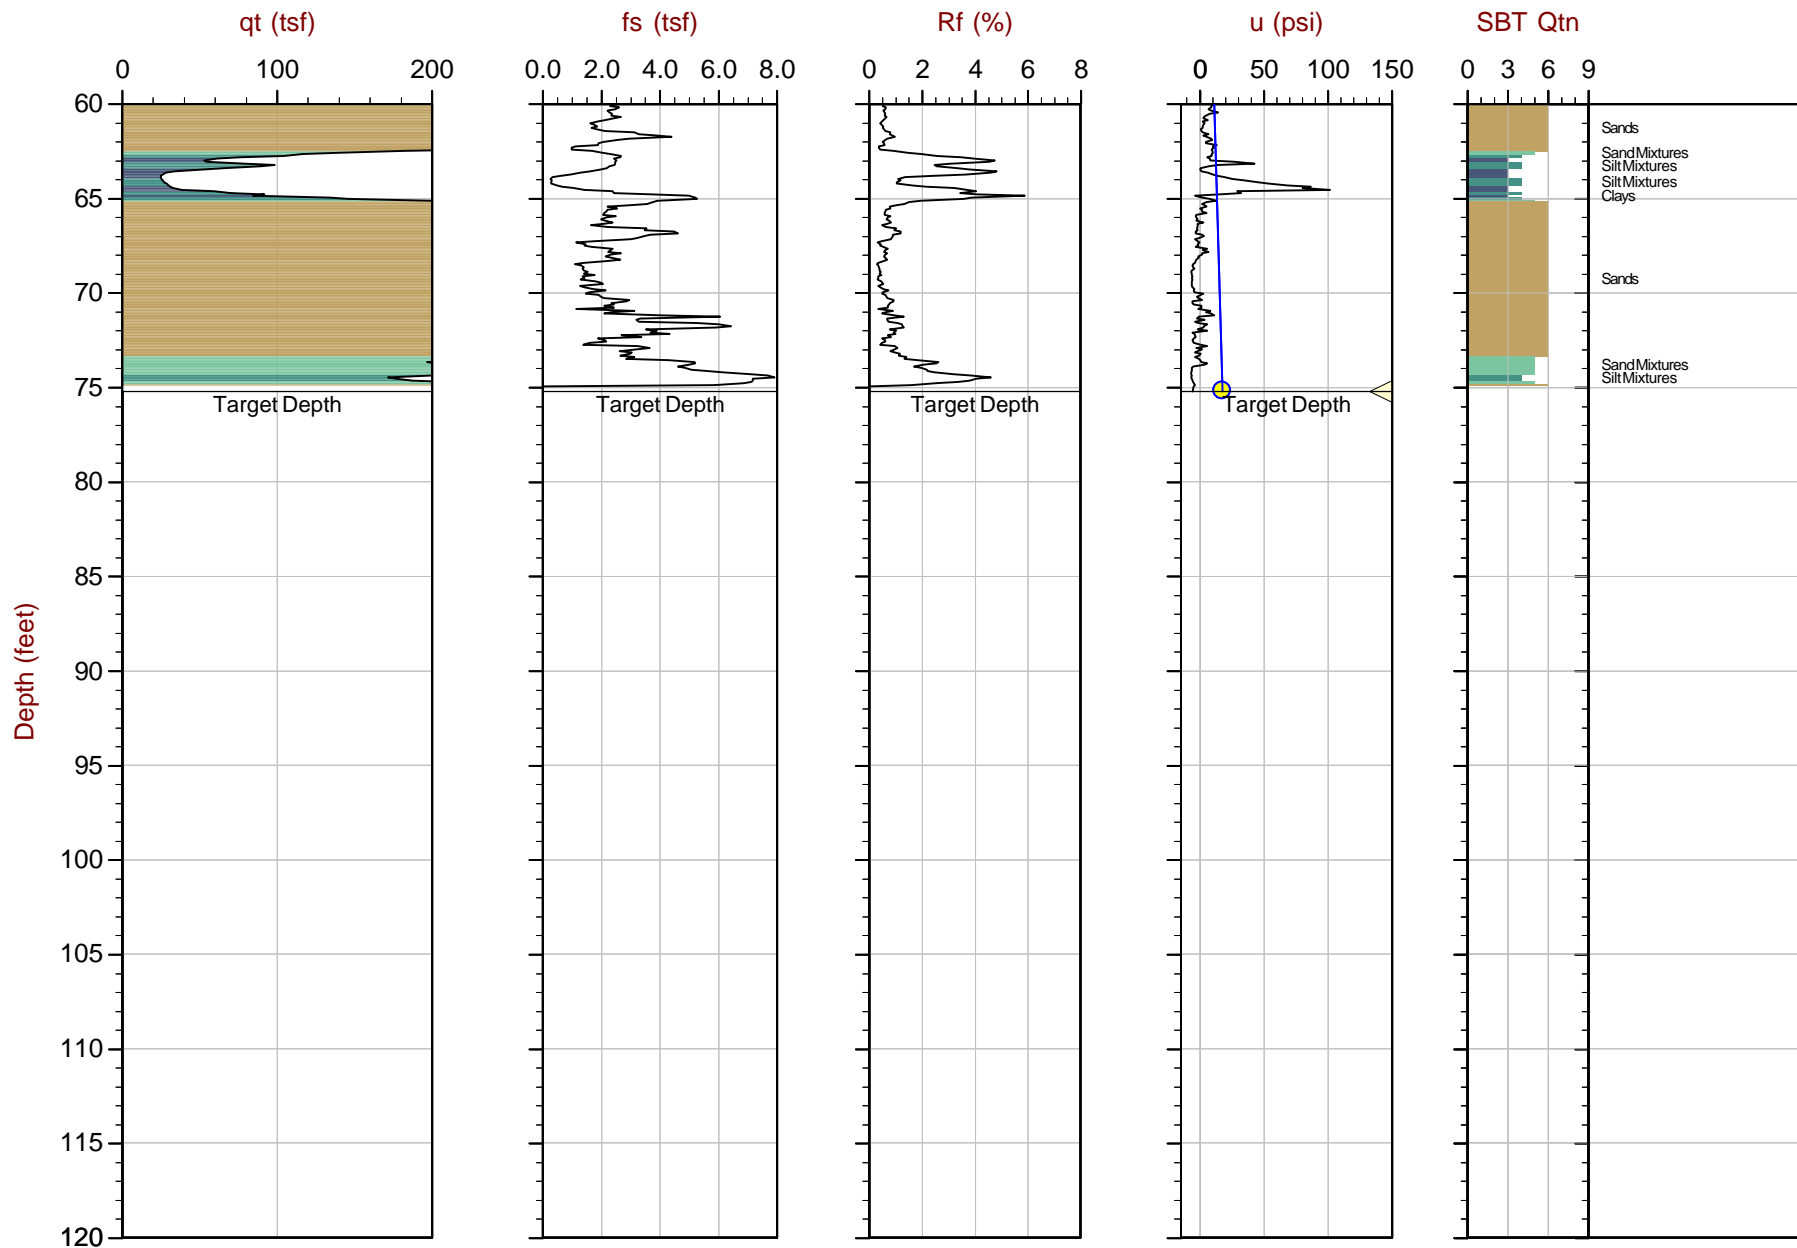 qt (tsf)
fs (tsf)
Rf (%)
u (psi)
SBT Qtn
0 100 200
0.0 2.0 4.0 6.0 8.0
0 2 4 6 8
0 50 100 150
0 3 6 9
60
65
70
75
80
85
90
95
100
105
110
115
120
Depth (feet)
Sands
Sand Mixtures
Silt Mixtures
Silt Mixtures
Clays
Sands
Sand Mixtures
Silt Mixtures
Target Depth
Target Depth
Target Depth
Target Depth